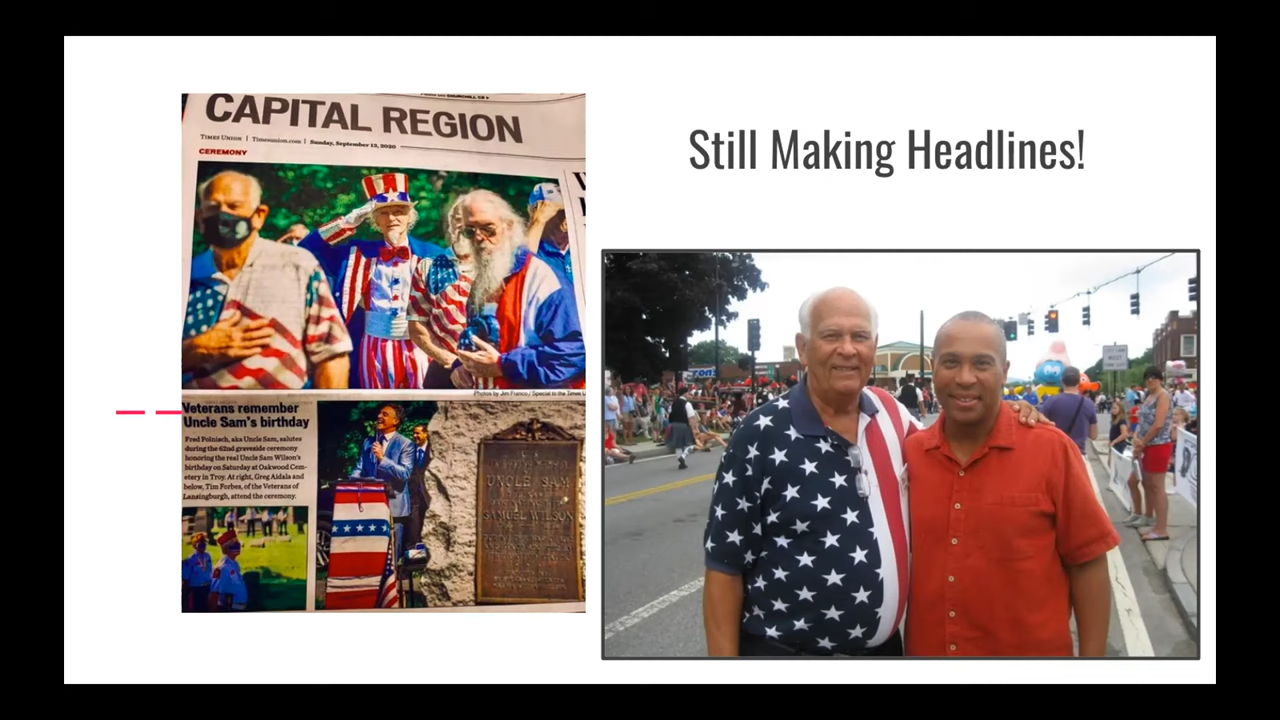 CAPITAL REGION
TIMES UNION | Timesunion.com | Sunday, September 13, 2020
CEREMONY
Photos by Jim Franco / Special to the Times U
Veterans remember
Uncle Sam's birthday
Fred Polnisch, aka Uncle Sam, salutes
during the 62nd graveside ceremony
honoring the real Uncle Sam Wilson's
birthday on Saturday at Oakwood Cem-
etery in Troy. At right, Greg Aidala and
below, Tim Forbes, of the Veterans of
Lansingburgh, attend the ceremony.
UNCLE SAM
SAMUEL WILSON
Still Making Headlines!